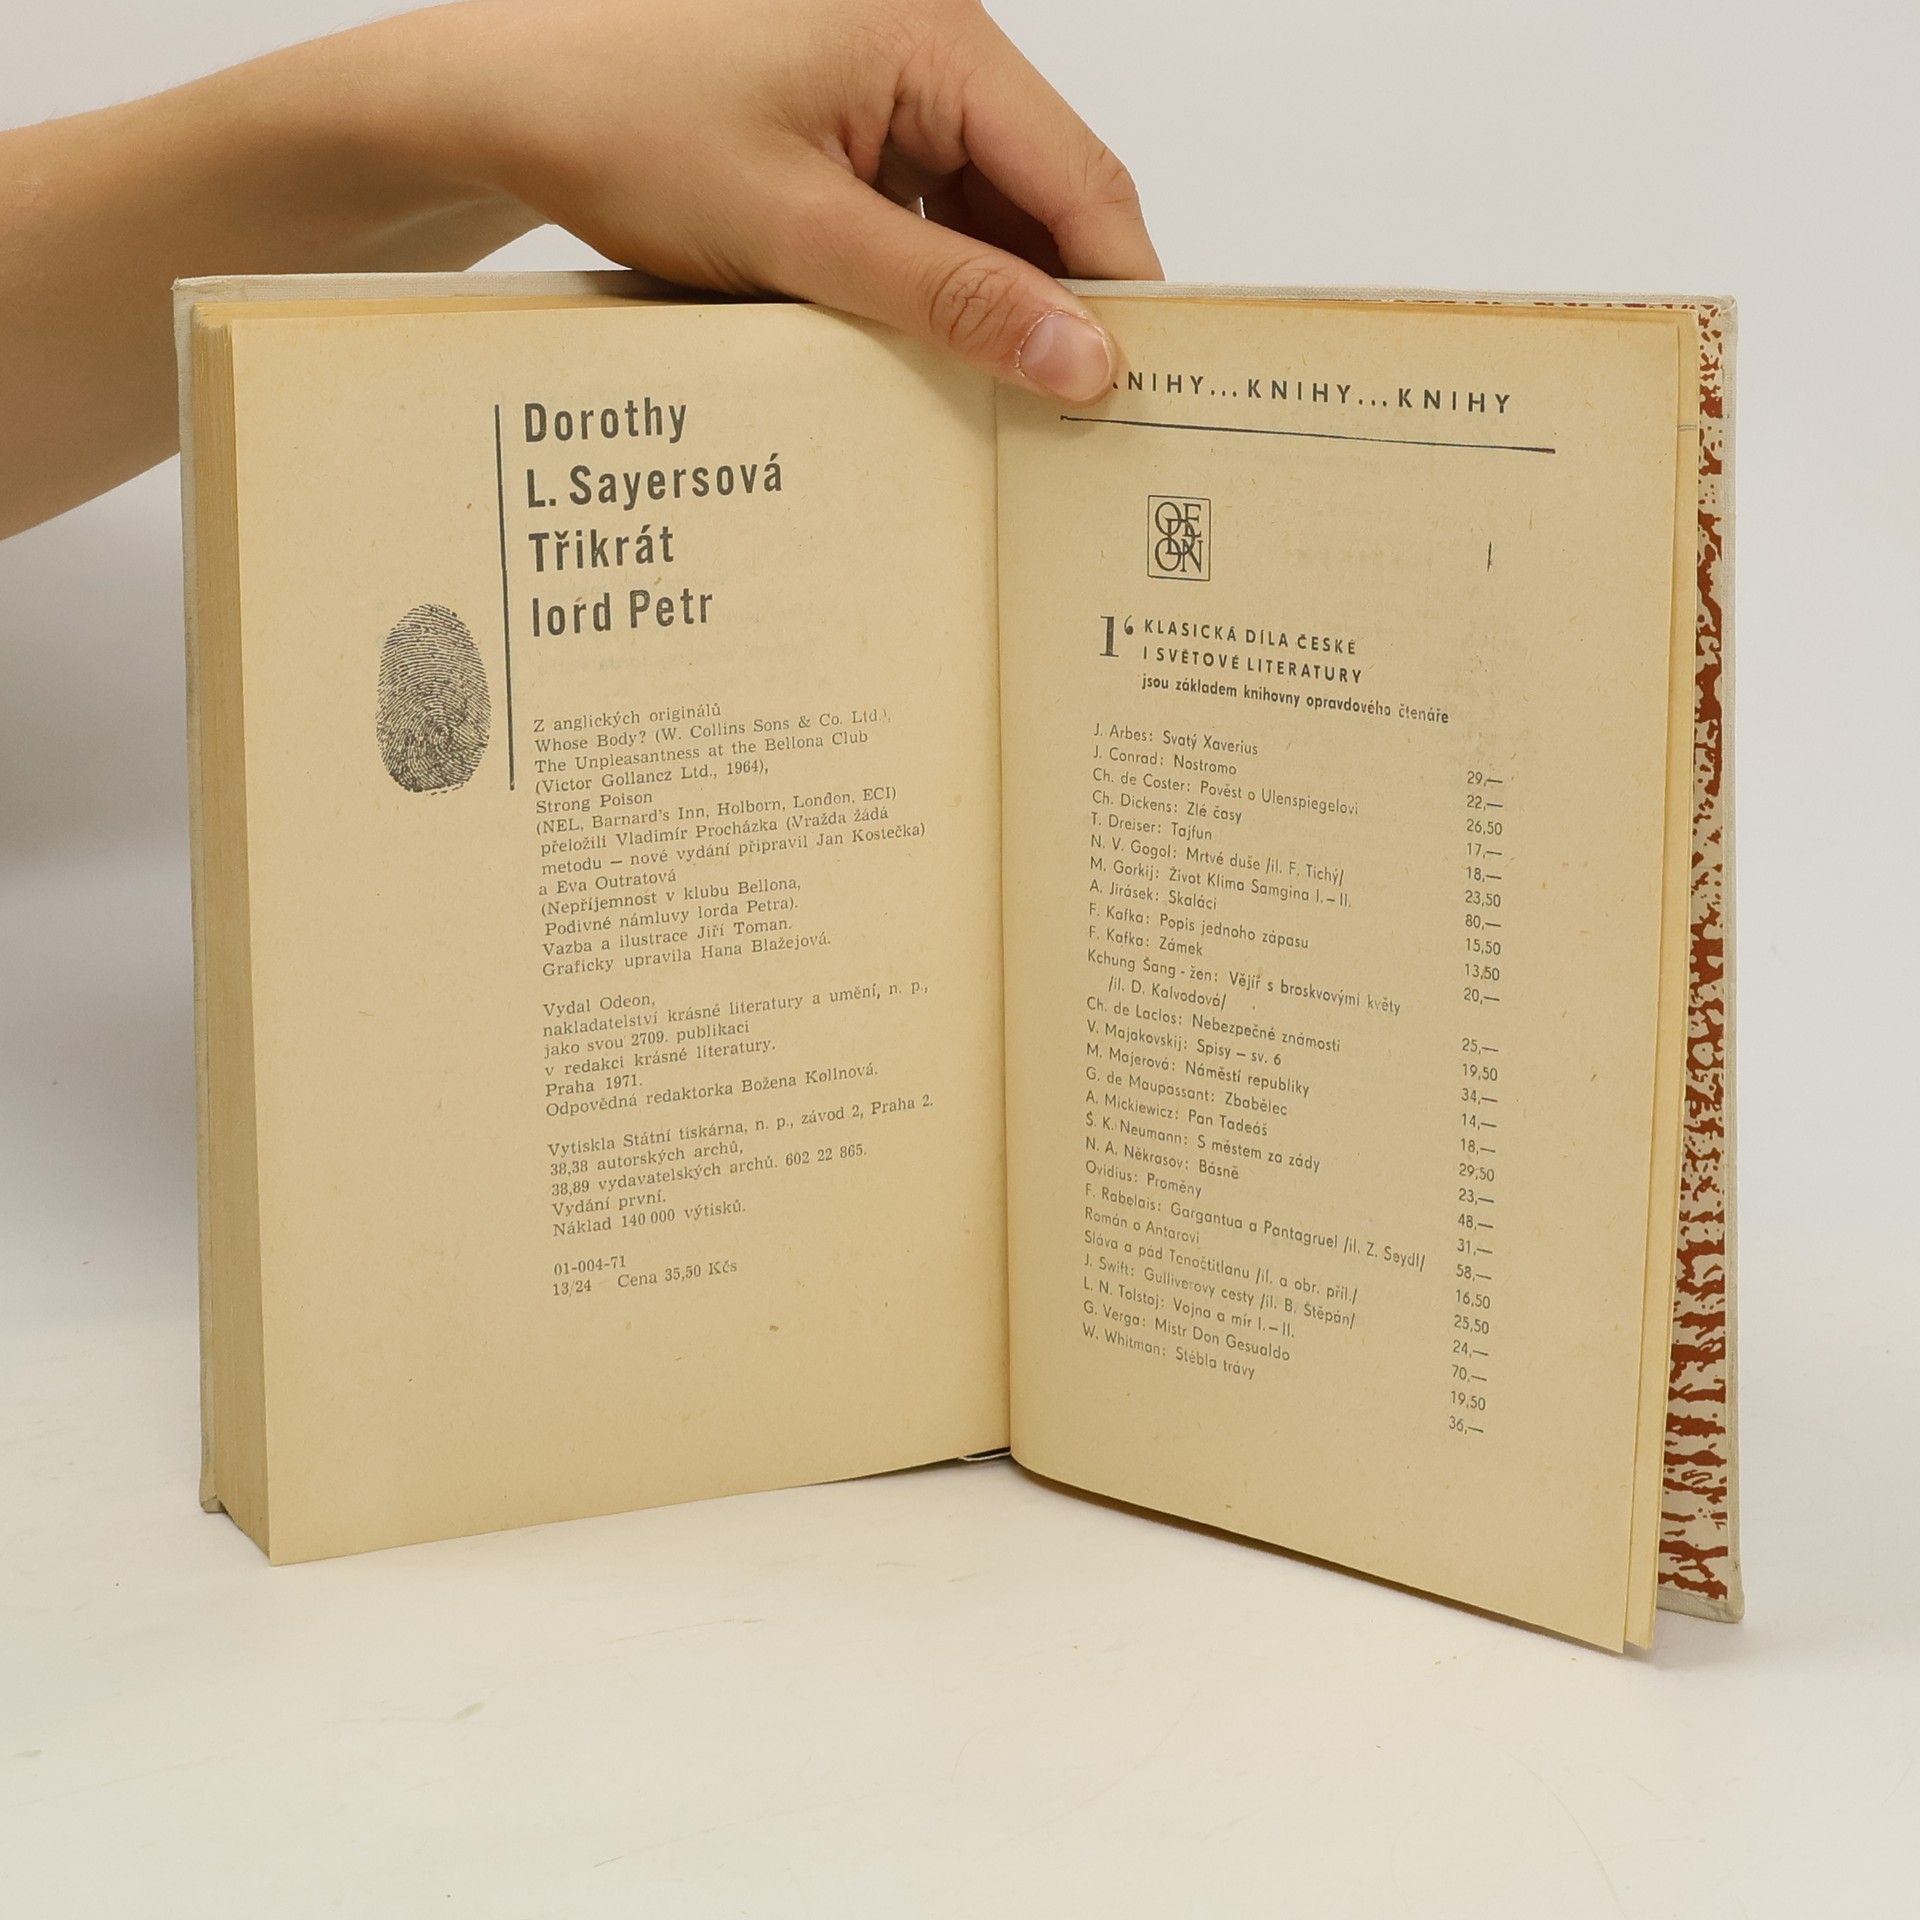 Dorothy
L. Sayersová
Třikrát
lord Petr
Z anglických originálů
Whose Body? (W. Collins Sons & Co. Ltd.),
The Unpleasantness at the Bellona Club
(Victor Gollancz Ltd., 1964),
Strong Poison
(NEL, Barnard's Inn, Holborn, London, ECI)
přeložili Vladimír Procházka (Vražda žádá
metodu — nové vydání připravil Jan Kostečka)
a Eva Outratová
(Nepříjemnost v klubu Bellona,
Podivné námluvy lorda Petra).
Vazba a ilustrace Jiří Toman.
Graficky upravila Hana Blažejová.
Vydal Odeon,
nakladatelství krásné literatury a umění, n. p.,
jako svou 2709. publikaci
v redakci krásné literatury.
Praha 1971.
Odpovědná redaktorka Božena Køllnová.
Vytiskla Státní tiskárna, n. p., závod 2, Praha 2.
38,38 autorských archů,
38,89 vydavatelských archů. 602 22 865.
Vydání první.
Náklad 140 000 výtisků.
01-004-71
13/24 Cena 35,50 Kčs
KNIHY...KNIHY...KNIHY
ODEON
1' KLASICKÁ DÍLA ČESKÉ
I SVĚTOVÉ LITERATURY
jsou základem knihovny opravdového čtenáře
J. Arbes: Svatý Xaverius 29,—
J. Conrad: Nostromo 22,—
Ch. de Coster: Pověst o Ulenspiegelovi 26,50
Ch. Dickens: Zlé časy 17,—
T. Dreiser: Tajfun 18,—
N. V. Gogol: Mrtvé duše /il. F. Tichý/ 23,50
M. Gorkij: Život Klima Samgina I.–II. 80,—
A. Jirásek: Skaláci 15,50
F. Kafka: Popis jednoho zápasu 13,50
F. Kafka: Zámek 20,—
Kchung Šang-žen: Vějíř s broskvovými květy
/il. D. Kalvodová/ 25,—
Ch. de Laclos: Nebezpečné známosti 19,50
V. Majakovskij: Spisy – sv. 6 34,—
M. Majerová: Náměstí republiky 14,—
G. de Maupassant: Zbabělec 18,—
A. Mickiewicz: Pan Tadeáš 29,50
S. K. Neumann: S městem za zády 23,—
N. A. Někrasov: Básně 48,—
Ovidius: Proměny 31,—
F. Rabelais: Gargantua a Pantagruel /il. Z. Seydl/ 58,—
Román o Antarovi 16,50
Sláva a pád Tenočtitlanu /il. a obr. příl./ 25,50
J. Swift: Gulliverovy cesty /il. B. Štěpán/ 24,—
L. N. Tolstoj: Vojna a mír I.–II. 70,—
G. Verga: Mistr Don Gesualdo 19,50
W. Whitman: Stébla trávy 36,—